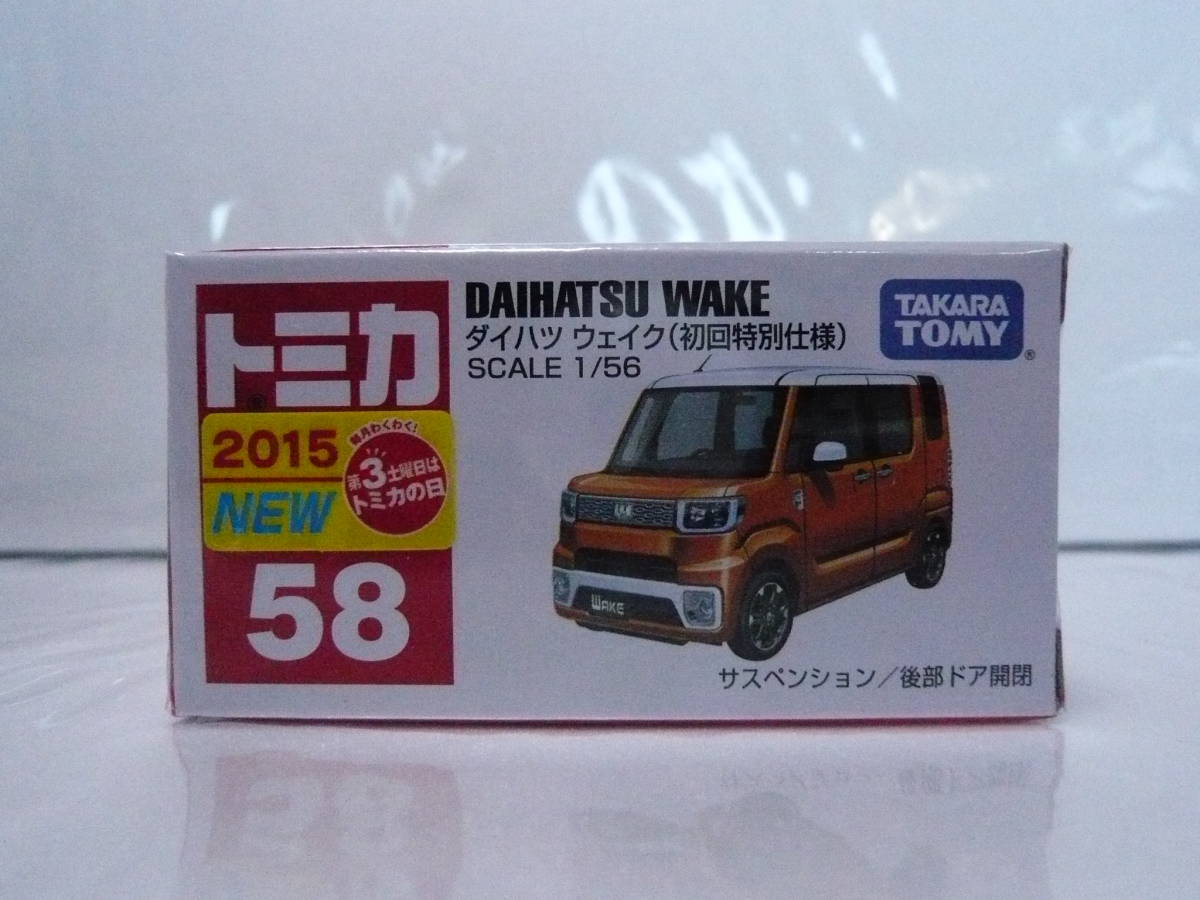 トミカ
®
2015
NEW
毎月わくわく!
第3土曜日は
トミカの日
58
DAIHATSU WAKE
ダイハツ ウェイク(初回特別仕様)
SCALE 1/56
TAKARA
TOMY
®
WAKE
サスペンション/後部ドア開閉